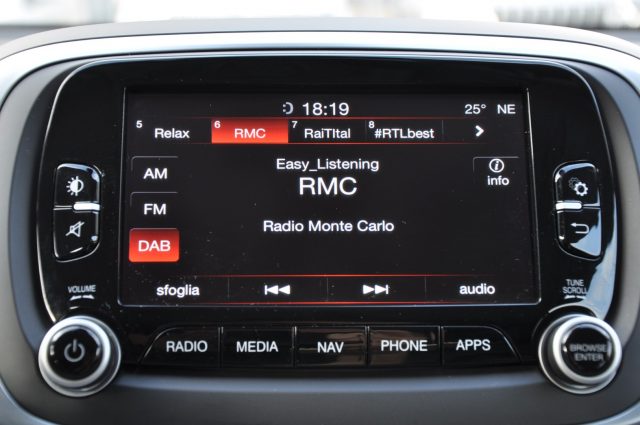 18:19 25° NE
5 Relax 6 RMC 7 RaiTItal 8 #RTLbest >
Easy_Listening
AM RMC info
FM
Radio Monte Carlo
DAB
VOLUME sfoglia audio TUNE SCROLL
RADIO MEDIA NAV PHONE APPS
BROWSE ENTER